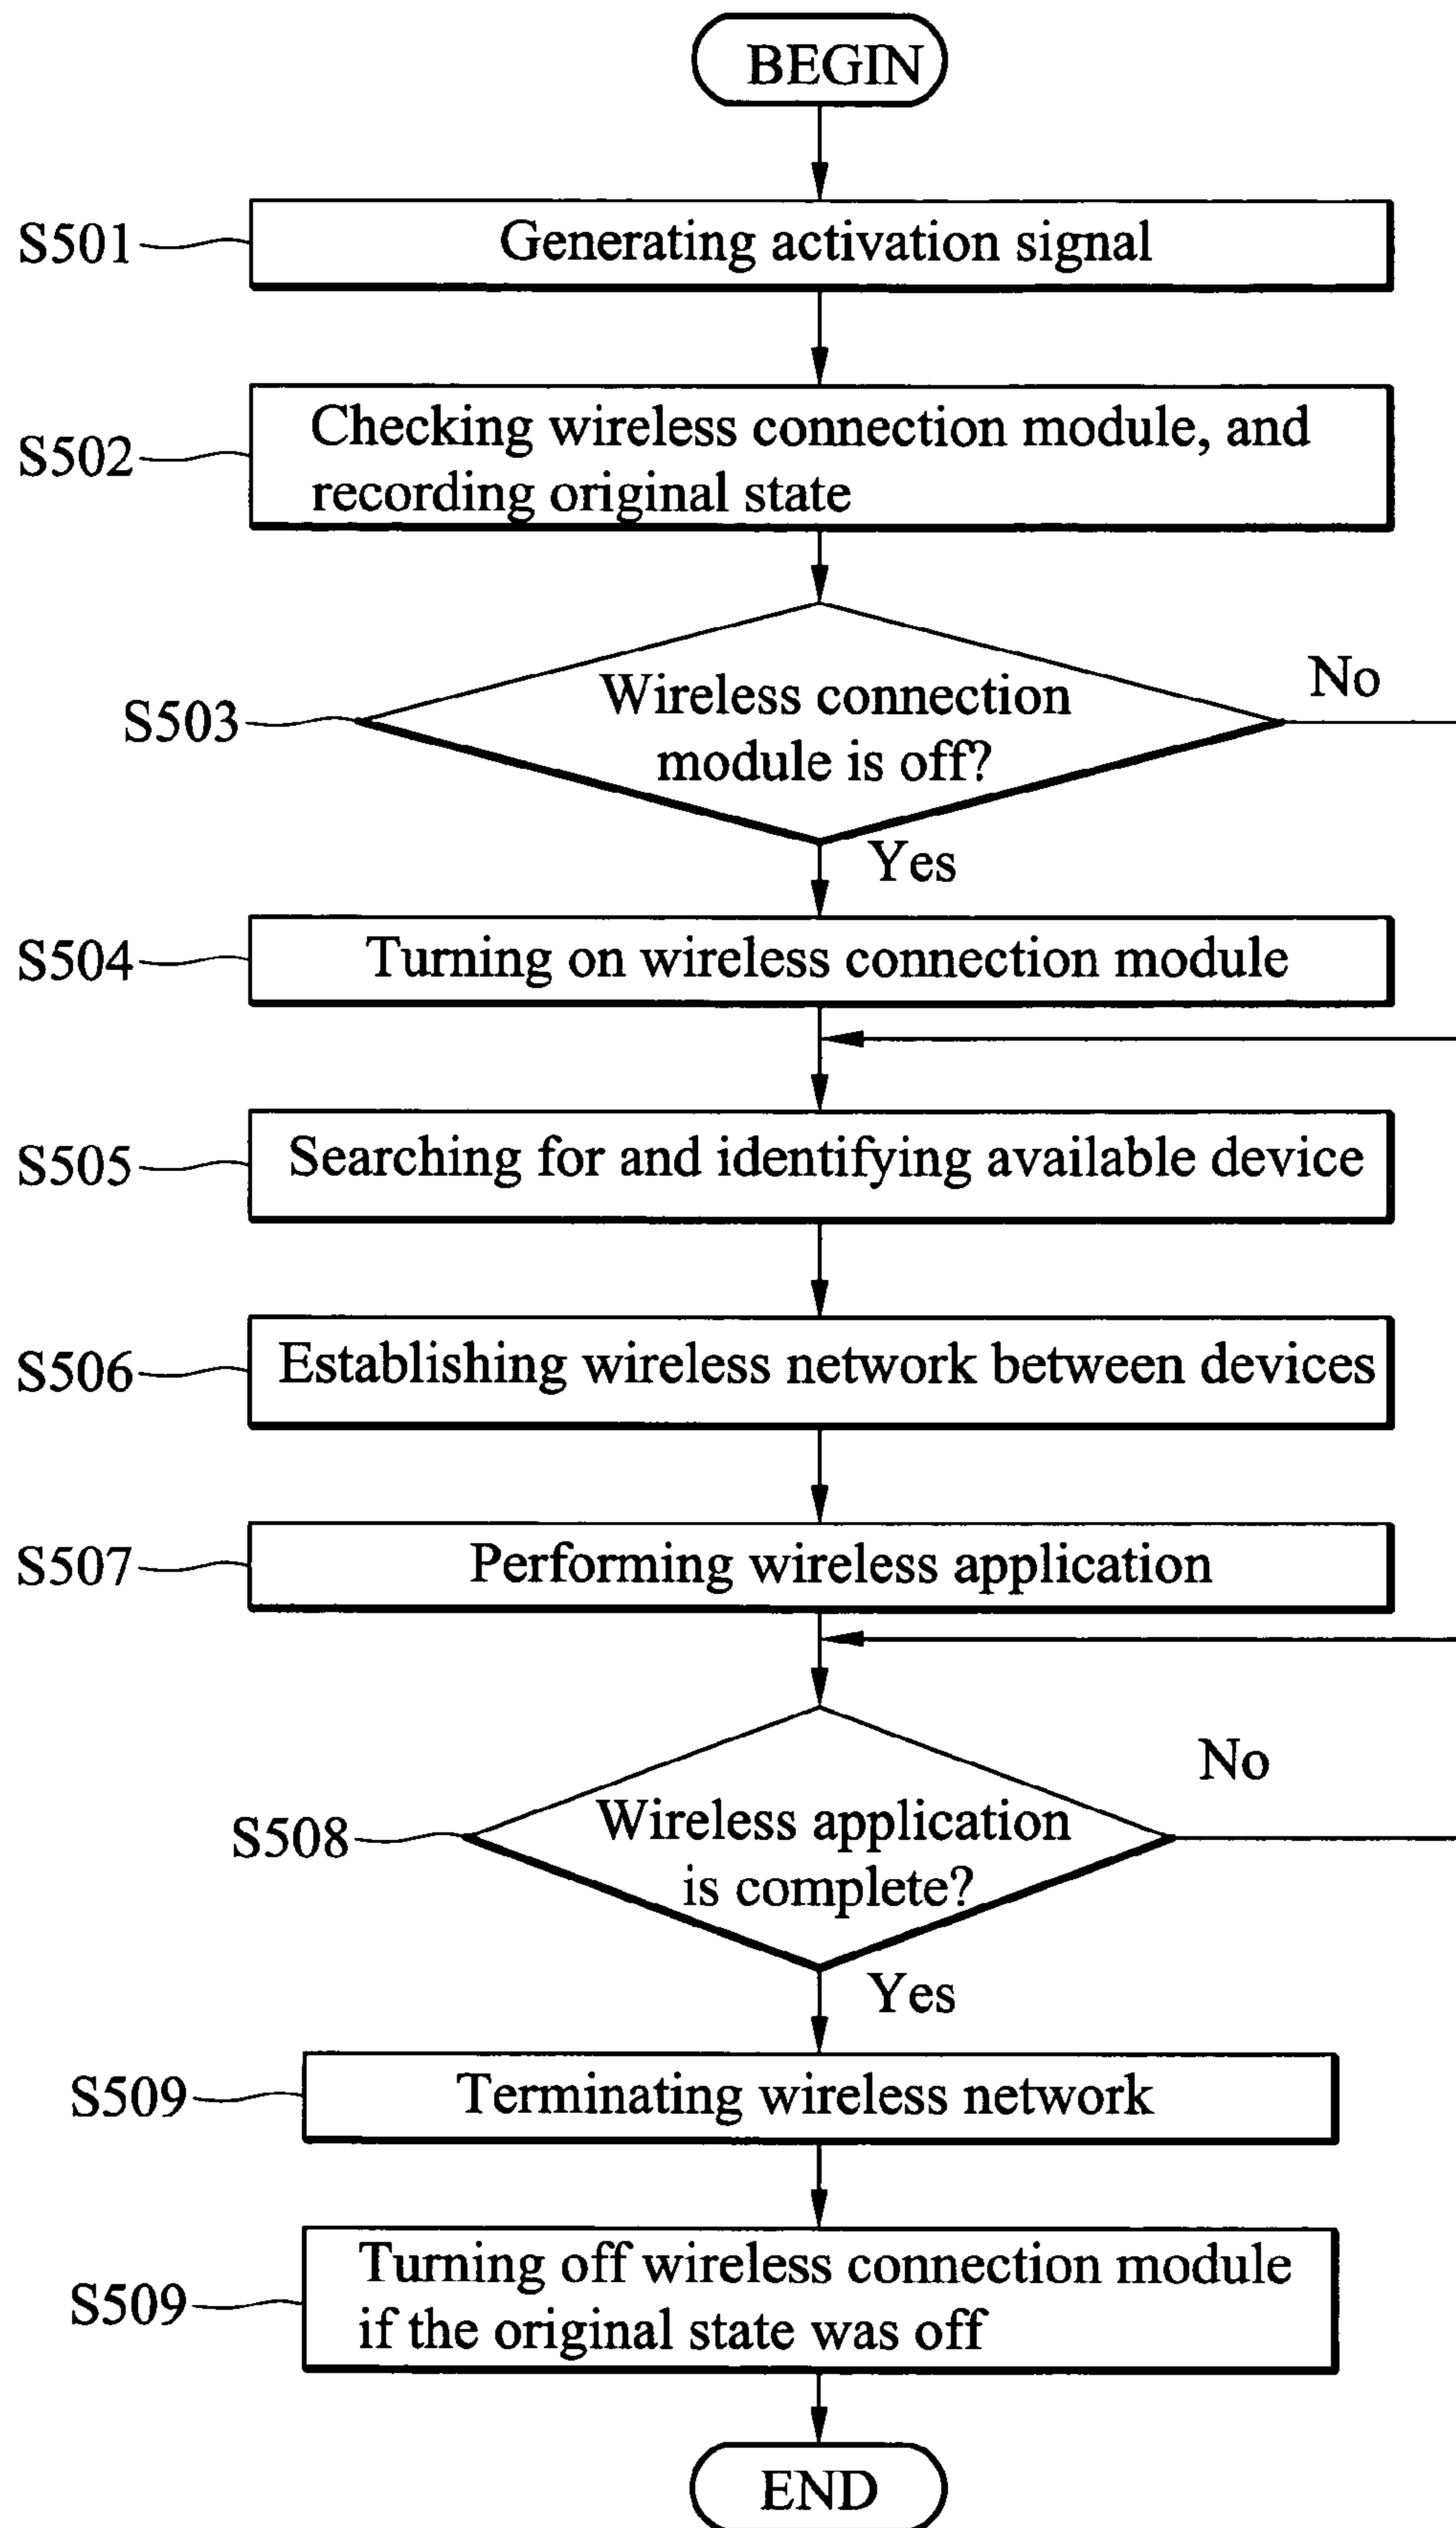 BEGIN
S501
Generating activation signal
S502
Checking wireless connection module, and
recording original state
S503
Wireless connection
module is off?
No
Yes
S504
Turning on wireless connection module
S505
Searching for and identifying available device
S506
Establishing wireless network between devices
S507
Performing wireless application
S508
Wireless application
is complete?
No
Yes
S509
Terminating wireless network
S509
Turning off wireless connection module
if the original state was off
END